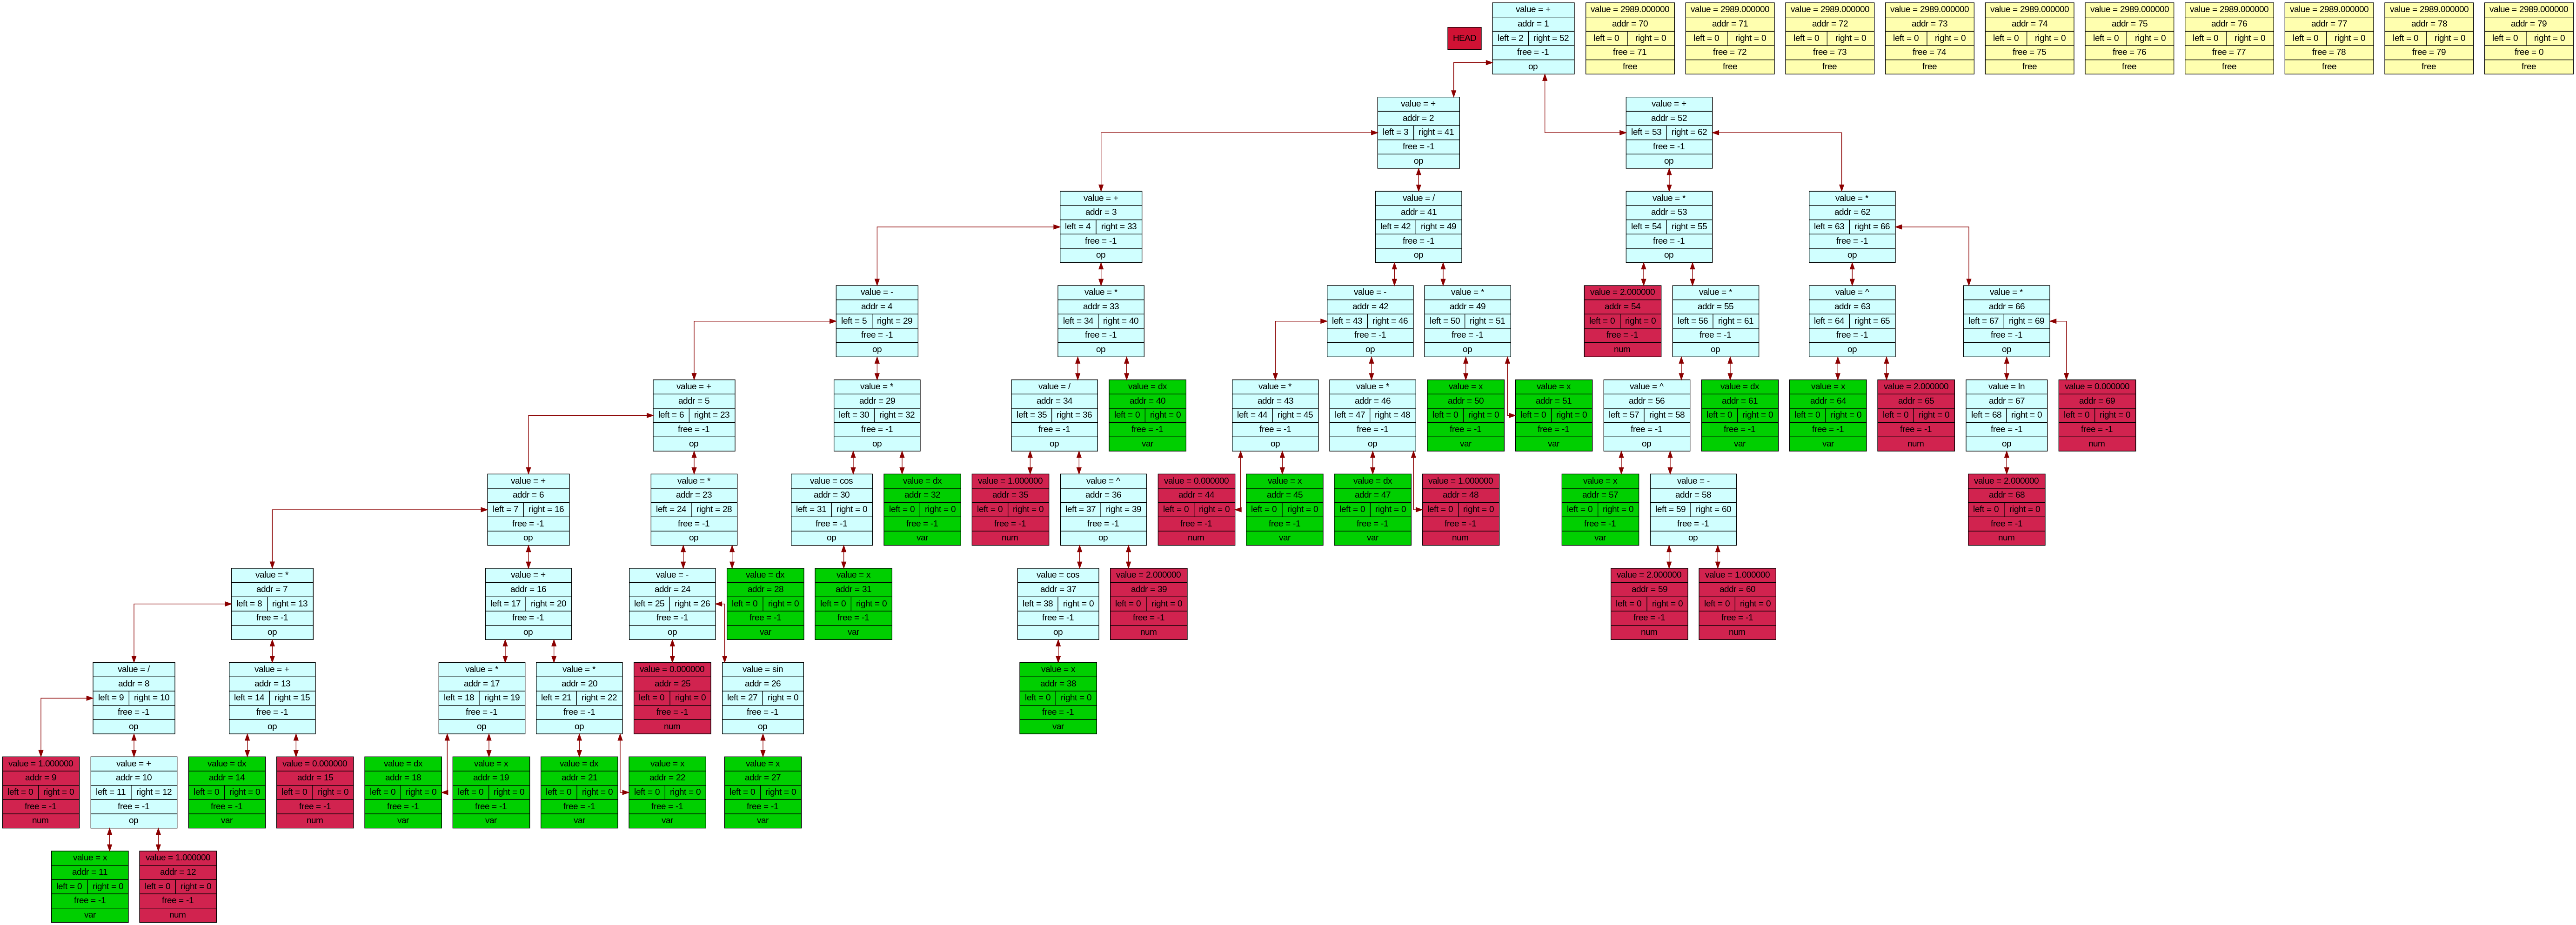 HEAD
value = +
addr = 1
left = 2 right = 52
free = -1
op
value = 2989.000000
addr = 70
left = 0 right = 0
free = 71
free
value = 2989.000000
addr = 71
left = 0 right = 0
free = 72
free
value = 2989.000000
addr = 72
left = 0 right = 0
free = 73
free
value = 2989.000000
addr = 73
left = 0 right = 0
free = 74
free
value = 2989.000000
addr = 74
left = 0 right = 0
free = 75
free
value = 2989.000000
addr = 75
left = 0 right = 0
free = 76
free
value = 2989.000000
addr = 76
left = 0 right = 0
free = 77
free
value = 2989.000000
addr = 77
left = 0 right = 0
free = 78
free
value = 2989.000000
addr = 78
left = 0 right = 0
free = 79
free
value = 2989.000000
addr = 79
left = 0 right = 0
free = 0
free
value = +
addr = 2
left = 3 right = 41
free = -1
op
value = +
addr = 52
left = 53 right = 62
free = -1
op
value = +
addr = 3
left = 4 right = 33
free = -1
op
value = /
addr = 41
left = 42 right = 49
free = -1
op
value = *
addr = 53
left = 54 right = 55
free = -1
op
value = *
addr = 62
left = 63 right = 66
free = -1
op
value = -
addr = 4
left = 5 right = 29
free = -1
op
value = *
addr = 33
left = 34 right = 40
free = -1
op
value = -
addr = 42
left = 43 right = 46
free = -1
op
value = *
addr = 49
left = 50 right = 51
free = -1
op
value = 2.000000
addr = 54
left = 0 right = 0
free = -1
num
value = *
addr = 55
left = 56 right = 61
free = -1
op
value = ^
addr = 63
left = 64 right = 65
free = -1
op
value = *
addr = 66
left = 67 right = 69
free = -1
op
value = +
addr = 5
left = 6 right = 23
free = -1
op
value = *
addr = 29
left = 30 right = 32
free = -1
op
value = /
addr = 34
left = 35 right = 36
free = -1
op
value = dx
addr = 40
left = 0 right = 0
free = -1
var
value = *
addr = 43
left = 44 right = 45
free = -1
op
value = *
addr = 46
left = 47 right = 48
free = -1
op
value = x
addr = 50
left = 0 right = 0
free = -1
var
value = x
addr = 51
left = 0 right = 0
free = -1
var
value = ^
addr = 56
left = 57 right = 58
free = -1
op
value = dx
addr = 61
left = 0 right = 0
free = -1
var
value = x
addr = 64
left = 0 right = 0
free = -1
var
value = 2.000000
addr = 65
left = 0 right = 0
free = -1
num
value = ln
addr = 67
left = 68 right = 0
free = -1
op
value = 0.000000
addr = 69
left = 0 right = 0
free = -1
num
value = +
addr = 6
left = 7 right = 16
free = -1
op
value = *
addr = 23
left = 24 right = 28
free = -1
op
value = cos
addr = 30
left = 31 right = 0
free = -1
op
value = dx
addr = 32
left = 0 right = 0
free = -1
var
value = 1.000000
addr = 35
left = 0 right = 0
free = -1
num
value = ^
addr = 36
left = 37 right = 39
free = -1
op
value = 0.000000
addr = 44
left = 0 right = 0
free = -1
num
value = x
addr = 45
left = 0 right = 0
free = -1
var
value = dx
addr = 47
left = 0 right = 0
free = -1
var
value = 1.000000
addr = 48
left = 0 right = 0
free = -1
num
value = x
addr = 57
left = 0 right = 0
free = -1
var
value = -
addr = 58
left = 59 right = 60
free = -1
op
value = 2.000000
addr = 68
left = 0 right = 0
free = -1
num
value = *
addr = 7
left = 8 right = 13
free = -1
op
value = +
addr = 16
left = 17 right = 20
free = -1
op
value = -
addr = 24
left = 25 right = 26
free = -1
op
value = dx
addr = 28
left = 0 right = 0
free = -1
var
value = x
addr = 31
left = 0 right = 0
free = -1
var
value = cos
addr = 37
left = 38 right = 0
free = -1
op
value = 2.000000
addr = 39
left = 0 right = 0
free = -1
num
value = 2.000000
addr = 59
left = 0 right = 0
free = -1
num
value = 1.000000
addr = 60
left = 0 right = 0
free = -1
num
value = /
addr = 8
left = 9 right = 10
free = -1
op
value = +
addr = 13
left = 14 right = 15
free = -1
op
value = *
addr = 17
left = 18 right = 19
free = -1
op
value = *
addr = 20
left = 21 right = 22
free = -1
op
value = 0.000000
addr = 25
left = 0 right = 0
free = -1
num
value = sin
addr = 26
left = 27 right = 0
free = -1
op
value = x
addr = 38
left = 0 right = 0
free = -1
var
value = 1.000000
addr = 9
left = 0 right = 0
free = -1
num
value = +
addr = 10
left = 11 right = 12
free = -1
op
value = dx
addr = 14
left = 0 right = 0
free = -1
var
value = 0.000000
addr = 15
left = 0 right = 0
free = -1
num
value = dx
addr = 18
left = 0 right = 0
free = -1
var
value = x
addr = 19
left = 0 right = 0
free = -1
var
value = dx
addr = 21
left = 0 right = 0
free = -1
var
value = x
addr = 22
left = 0 right = 0
free = -1
var
value = x
addr = 27
left = 0 right = 0
free = -1
var
value = x
addr = 11
left = 0 right = 0
free = -1
var
value = 1.000000
addr = 12
left = 0 right = 0
free = -1
num